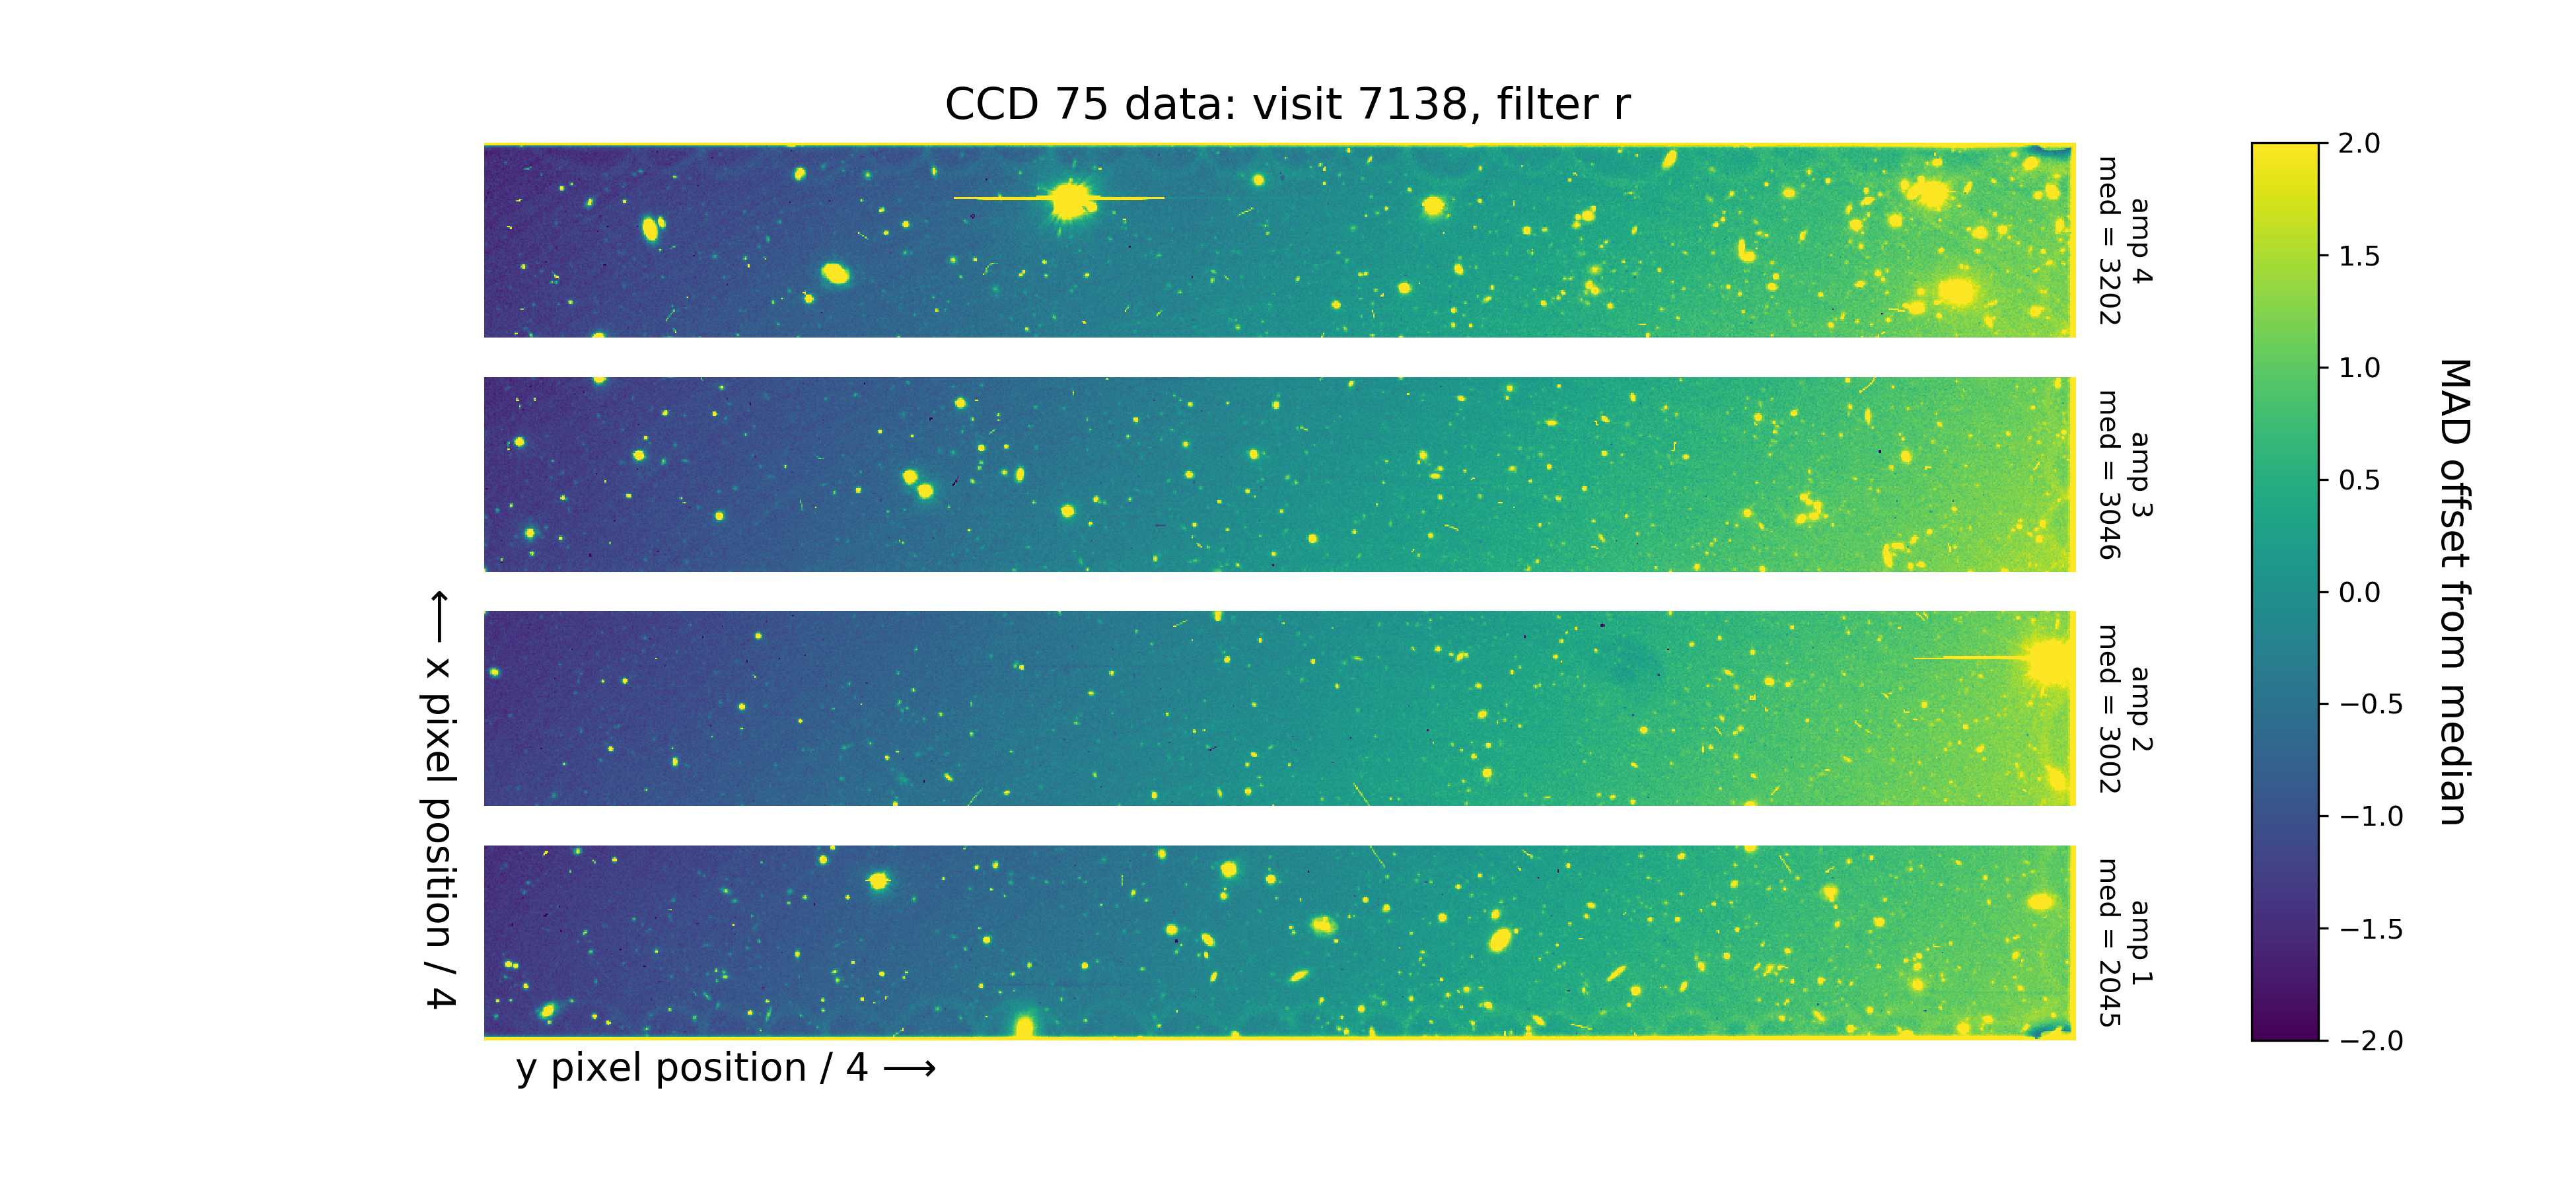 CCD 75 data: visit 7138, filter r
amp 4
med = 3202
amp 3
med = 3046
amp 2
med = 3002
amp 1
med = 2045
⟵ x pixel position / 4
y pixel position / 4 ⟶
2.0
1.5
1.0
0.5
0.0
−0.5
−1.0
−1.5
−2.0
MAD offset from median